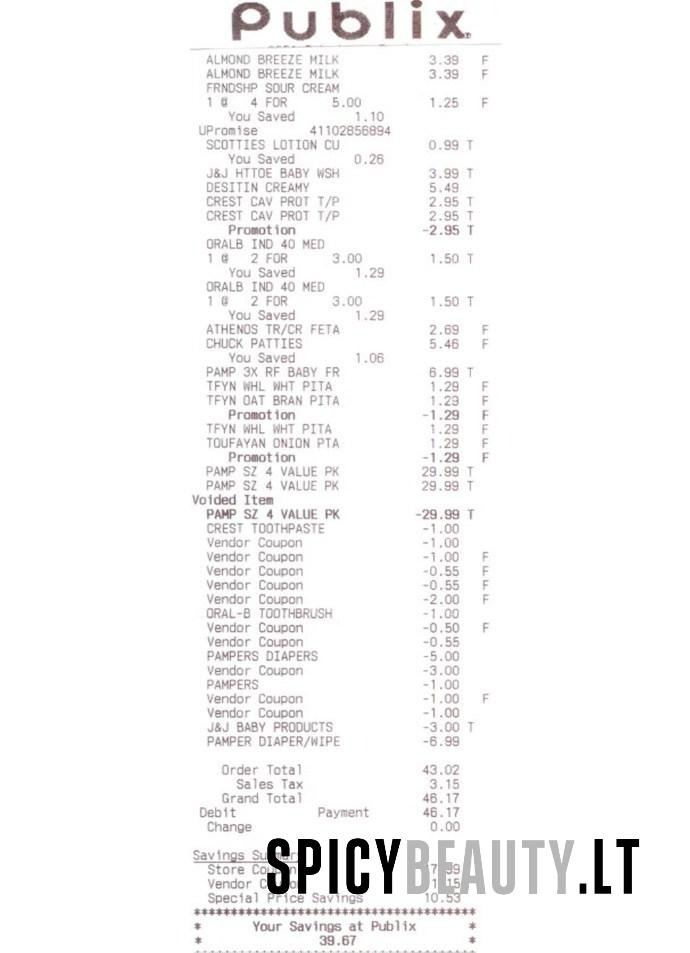 Publix.
ALMOND BREEZE MILK 3.39 F
ALMOND BREEZE MILK 3.39 F
FRNDSHP SOUR CREAM
1 @ 4 FOR 5.00 1.25 F
You Saved 1.10
UPromise 41102856894
SCOTTIES LOTION CU 0.99 T
You Saved 0.26
J&J HTTOE BABY WSH 3.99 T
DESITIN CREAMY 5.49
CREST CAV PROT T/P 2.95 T
CREST CAV PROT T/P 2.95 T
Promotion -2.95 T
ORALB IND 40 MED
1 @ 2 FOR 3.00 1.50 T
You Saved 1.29
ORALB IND 40 MED
1 @ 2 FOR 3.00 1.50 T
You Saved 1.29
ATHENOS TR/CR FETA 2.69 F
CHUCK PATTIES 5.46 F
You Saved 1.06
PAMP 3X RF BABY FR 6.99 T
TFYN WHL WHT PITA 1.29 F
TFYN OAT BRAN PITA 1.29 F
Promotion -1.29 F
TFYN WHL WHT PITA 1.29 F
TOUFAYAN ONION PTA 1.29 F
Promotion -1.29 F
PAMP SZ 4 VALUE PK 29.99 T
PAMP SZ 4 VALUE PK 29.99 T
Voided Item
PAMP SZ 4 VALUE PK -29.99 T
CREST TOOTHPASTE -1.00
Vendor Coupon -1.00
Vendor Coupon -1.00 F
Vendor Coupon -0.55 F
Vendor Coupon -0.55 F
Vendor Coupon -2.00 F
ORAL-B TOOTHBRUSH -1.00
Vendor Coupon -0.50 F
Vendor Coupon -0.55
PAMPERS DIAPERS -5.00
Vendor Coupon -3.00
PAMPERS -1.00
Vendor Coupon -1.00 F
Vendor Coupon -1.00
J&J BABY PRODUCTS -3.00 T
PAMPER DIAPER/WIPE -6.99
Order Total 43.02
Sales Tax 3.15
Grand Total 46.17
Debit Payment 46.17
Change 0.00
Savings
Store
Vendor
Special Price Savings 10.53
SPICYBEAUTY.LT
************************************
* Your Savings at Publix *
* 39.67 *